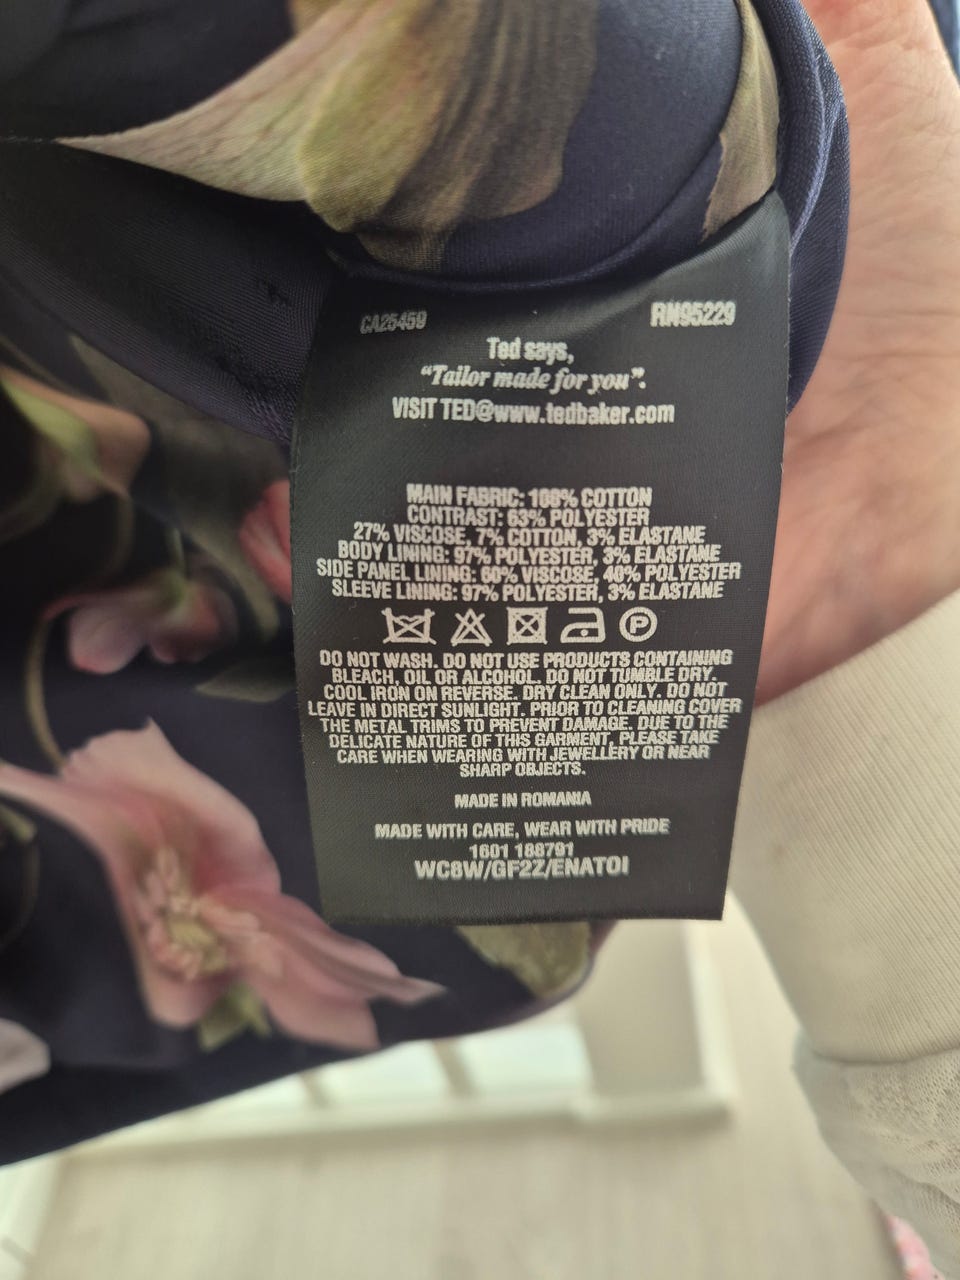 CA25459 RN95229
Ted says,
“Tailor made for you”.
VISIT TED@www.tedbaker.com
MAIN FABRIC: 100% COTTON
CONTRAST: 63% POLYESTER
27% VISCOSE, 7% COTTON, 3% ELASTANE
BODY LINING: 97% POLYESTER, 3% ELASTANE
SIDE PANEL LINING: 60% VISCOSE, 40% POLYESTER
SLEEVE LINING: 97% POLYESTER, 3% ELASTANE
P
DO NOT WASH. DO NOT USE PRODUCTS CONTAINING
BLEACH, OIL OR ALCOHOL. DO NOT TUMBLE DRY.
COOL IRON ON REVERSE. DRY CLEAN ONLY. DO NOT
LEAVE IN DIRECT SUNLIGHT. PRIOR TO CLEANING COVER
THE METAL TRIMS TO PREVENT DAMAGE. DUE TO THE
DELICATE NATURE OF THIS GARMENT, PLEASE TAKE
CARE WHEN WEARING WITH JEWELLERY OR NEAR
SHARP OBJECTS.
MADE IN ROMANIA
MADE WITH CARE, WEAR WITH PRIDE
1601 188791
WC8W/GF2Z/ENATOI